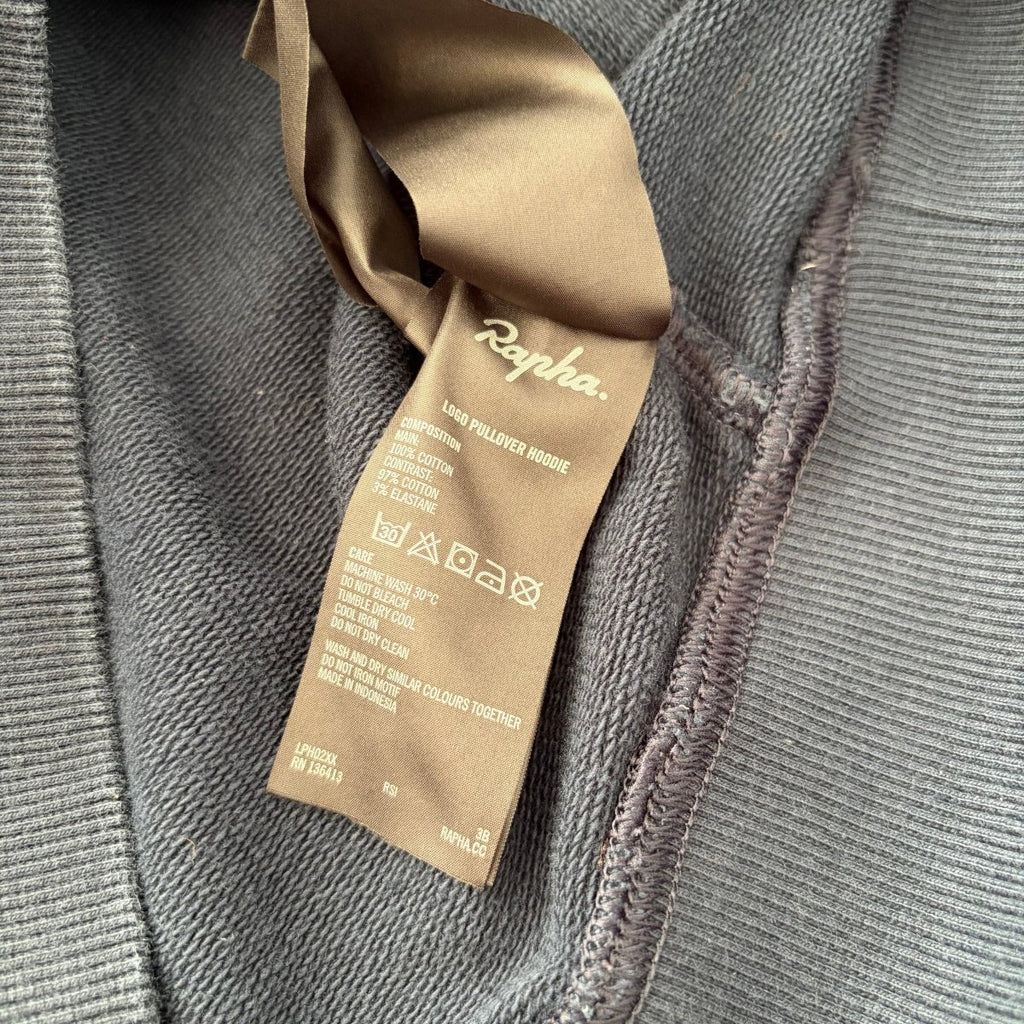 Rapha.
LOGO PULLOVER HOODIE
COMPOSITION
MAIN:
100% COTTON
CONTRAST:
97% COTTON
3% ELASTANE
30
CARE
MACHINE WASH 30°C
DO NOT BLEACH
TUMBLE DRY COOL
COOL IRON
DO NOT DRY CLEAN
WASH AND DRY SIMILAR COLOURS TOGETHER
DO NOT IRON MOTIF
MADE IN INDONESIA
LPH02XX
RN 136413
RSI
3B
RAPHA.CC